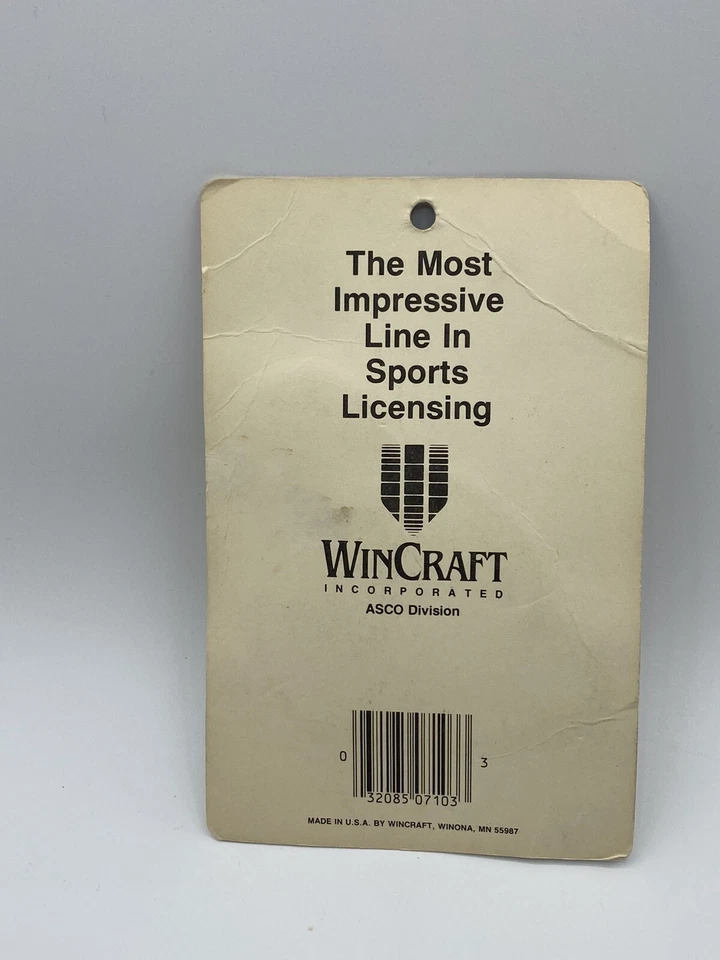 The Most
Impressive
Line In
Sports
Licensing
WINCRAFT
INCORPORATED
ASCO Division
0 32085 07103 3
MADE IN U.S.A. BY WINCRAFT, WINONA, MN 55987